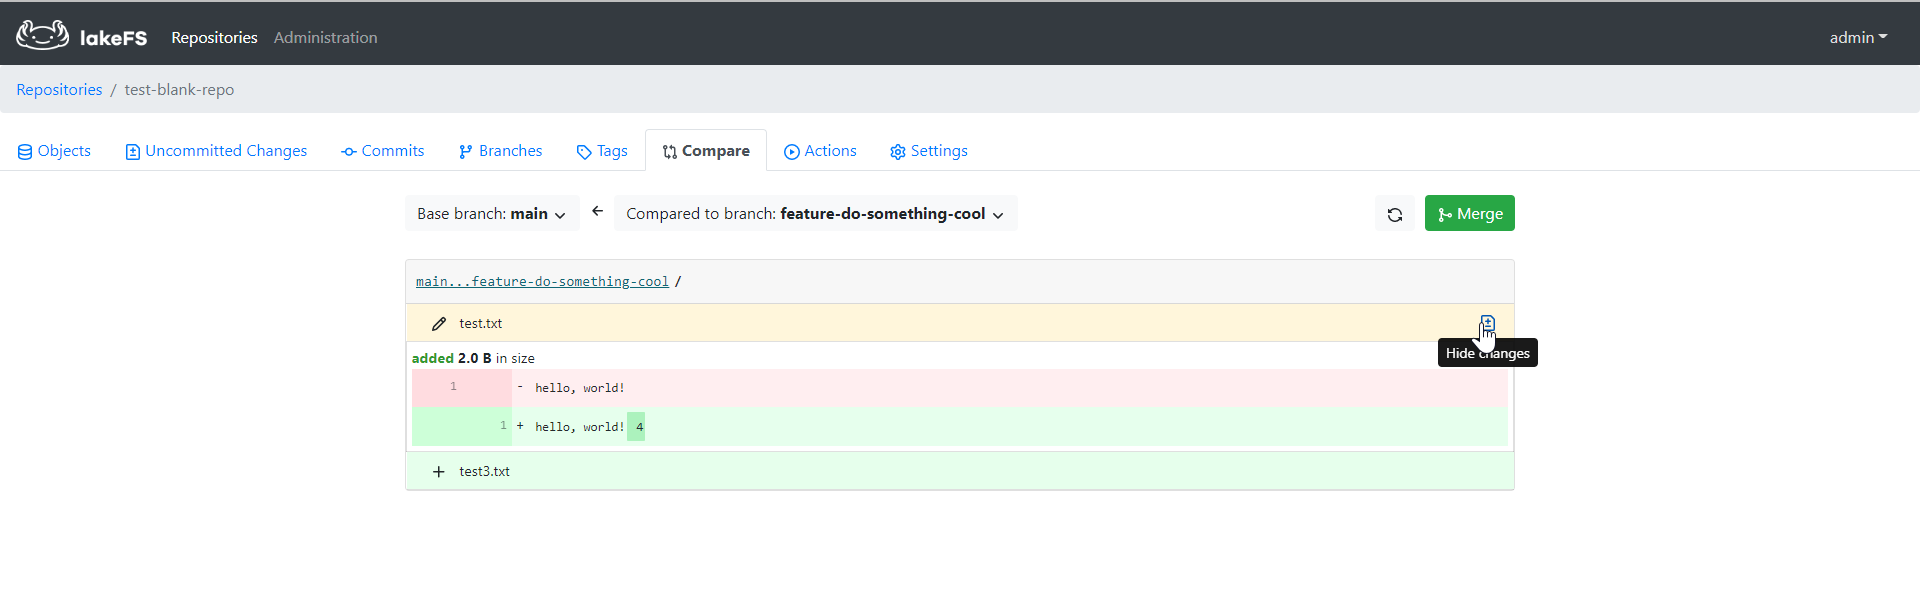 lakeFS Repositories Administration admin
Repositories / test-blank-repo
Objects Uncommitted Changes Commits Branches Tags Compare Actions Settings
Base branch: main ← Compared to branch: feature-do-something-cool Merge
main...feature-do-something-cool /
test.txt
Hide changes
added 2.0 B in size
1 - hello, world!
1 + hello, world! 4
+ test3.txt